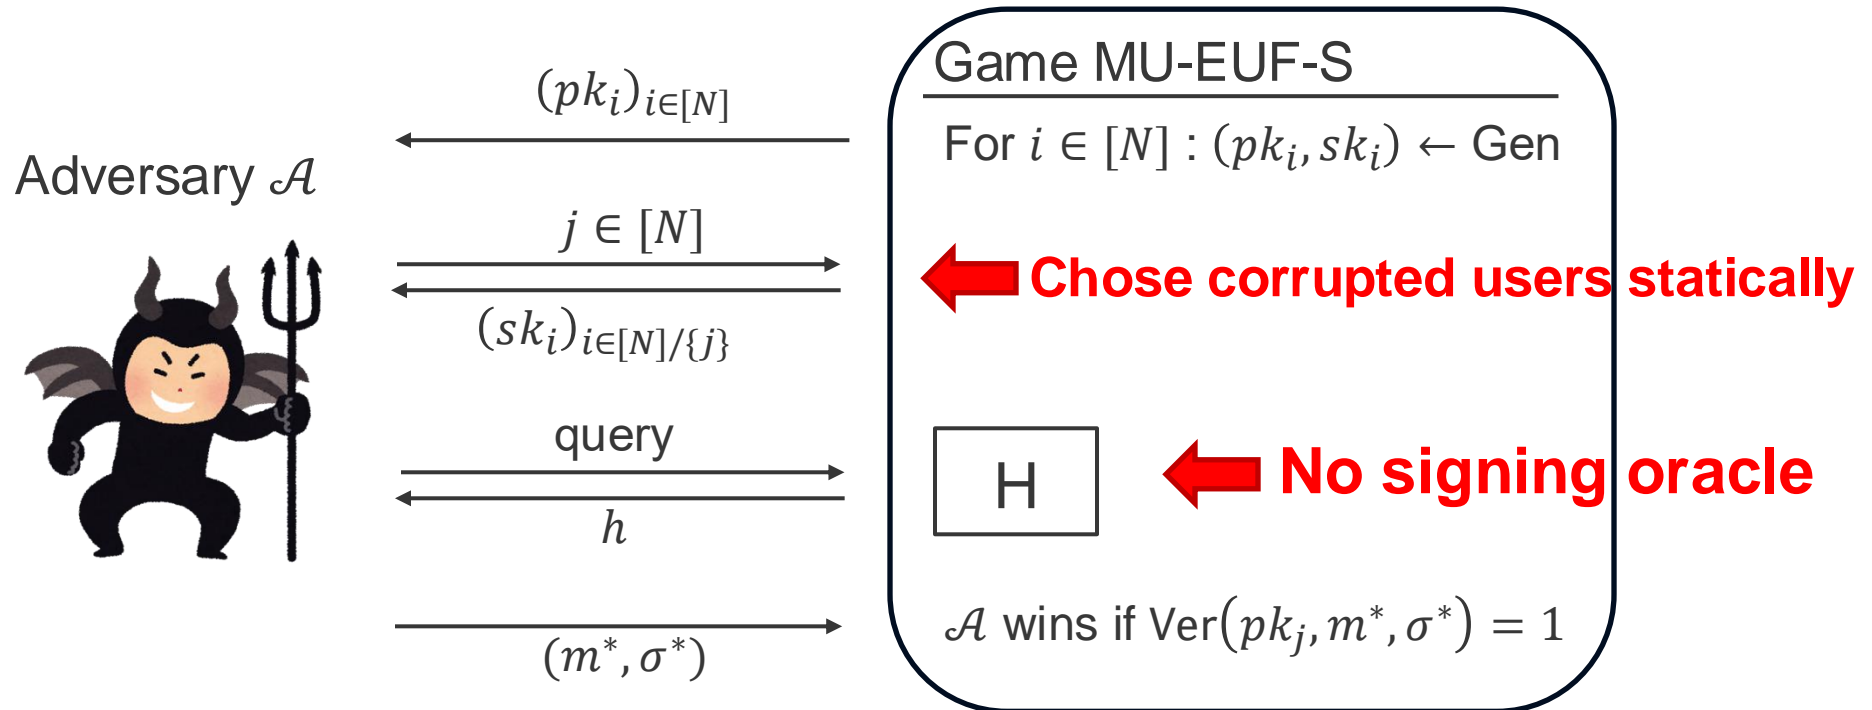 Game MU-EUF-S
(pk_i)_{i∈[N]}
For i ∈ [N] : (pk_i, sk_i) ← Gen
Adversary 𝒜
j ∈ [N]
Chose corrupted users statically
(sk_i)_{i∈[N]/{j}}
query
H
No signing oracle
h
𝒜 wins if Ver(pk_j, m*, σ*) = 1
(m*, σ*)